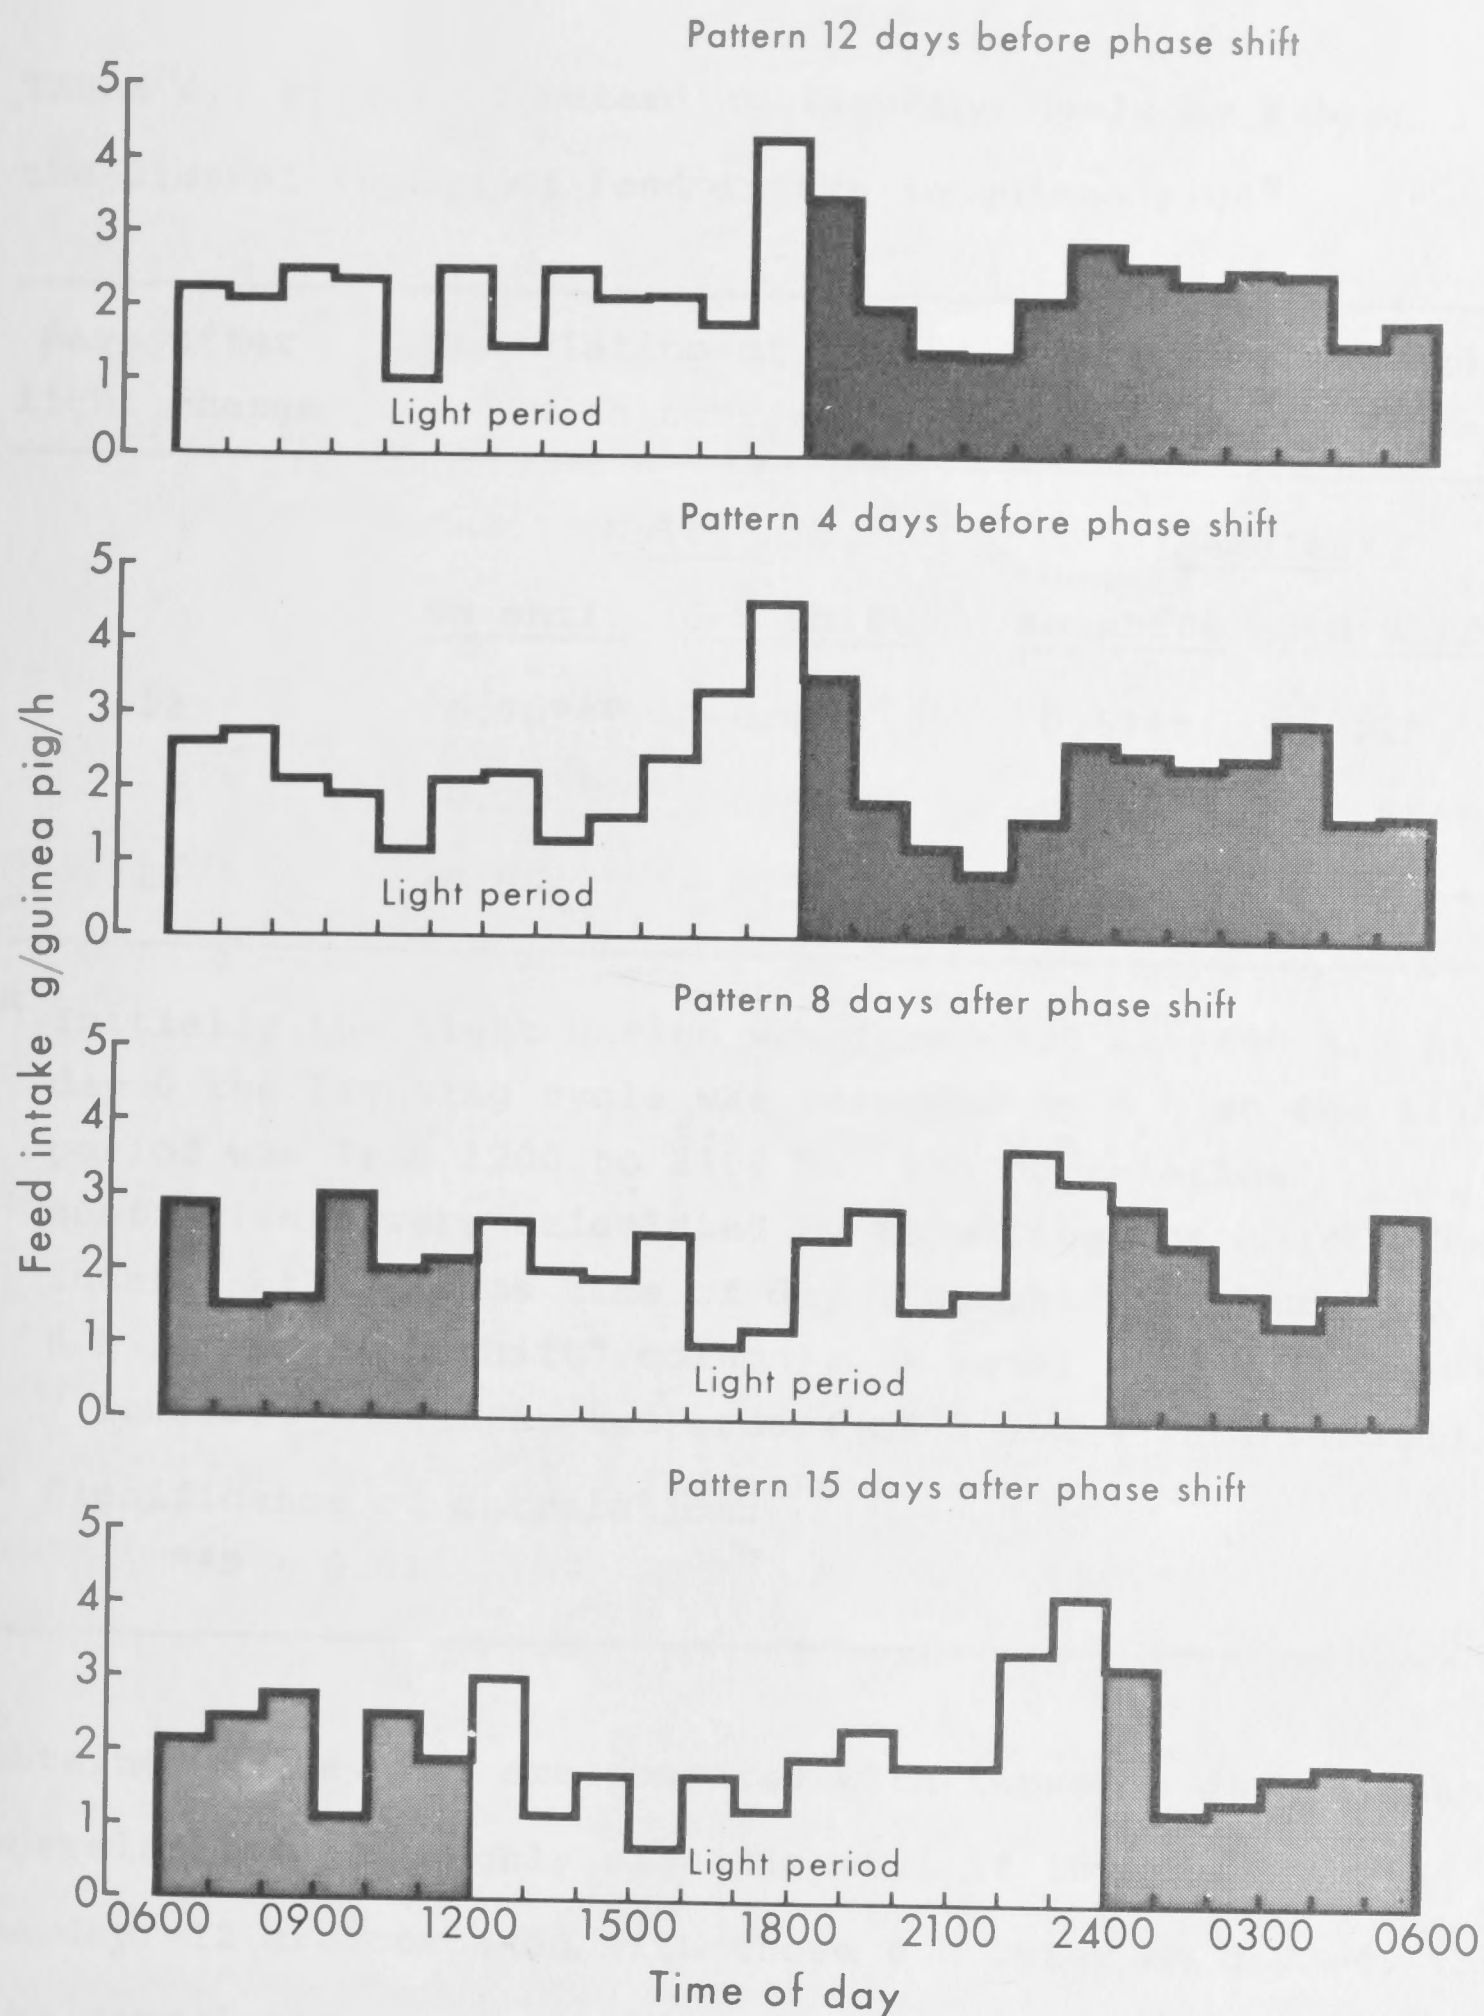 Pattern 12 days before phase shift
5
4
3
2
1
0
Light period
Pattern 4 days before phase shift
5
4
3
2
1
0
Light period
Feed intake g/guinea pig/h
Pattern 8 days after phase shift
5
4
3
2
1
0
Light period
Pattern 15 days after phase shift
5
4
3
2
1
0
Light period
0600 0900 1200 1500 1800 2100 2400 0300 0600
Time of day